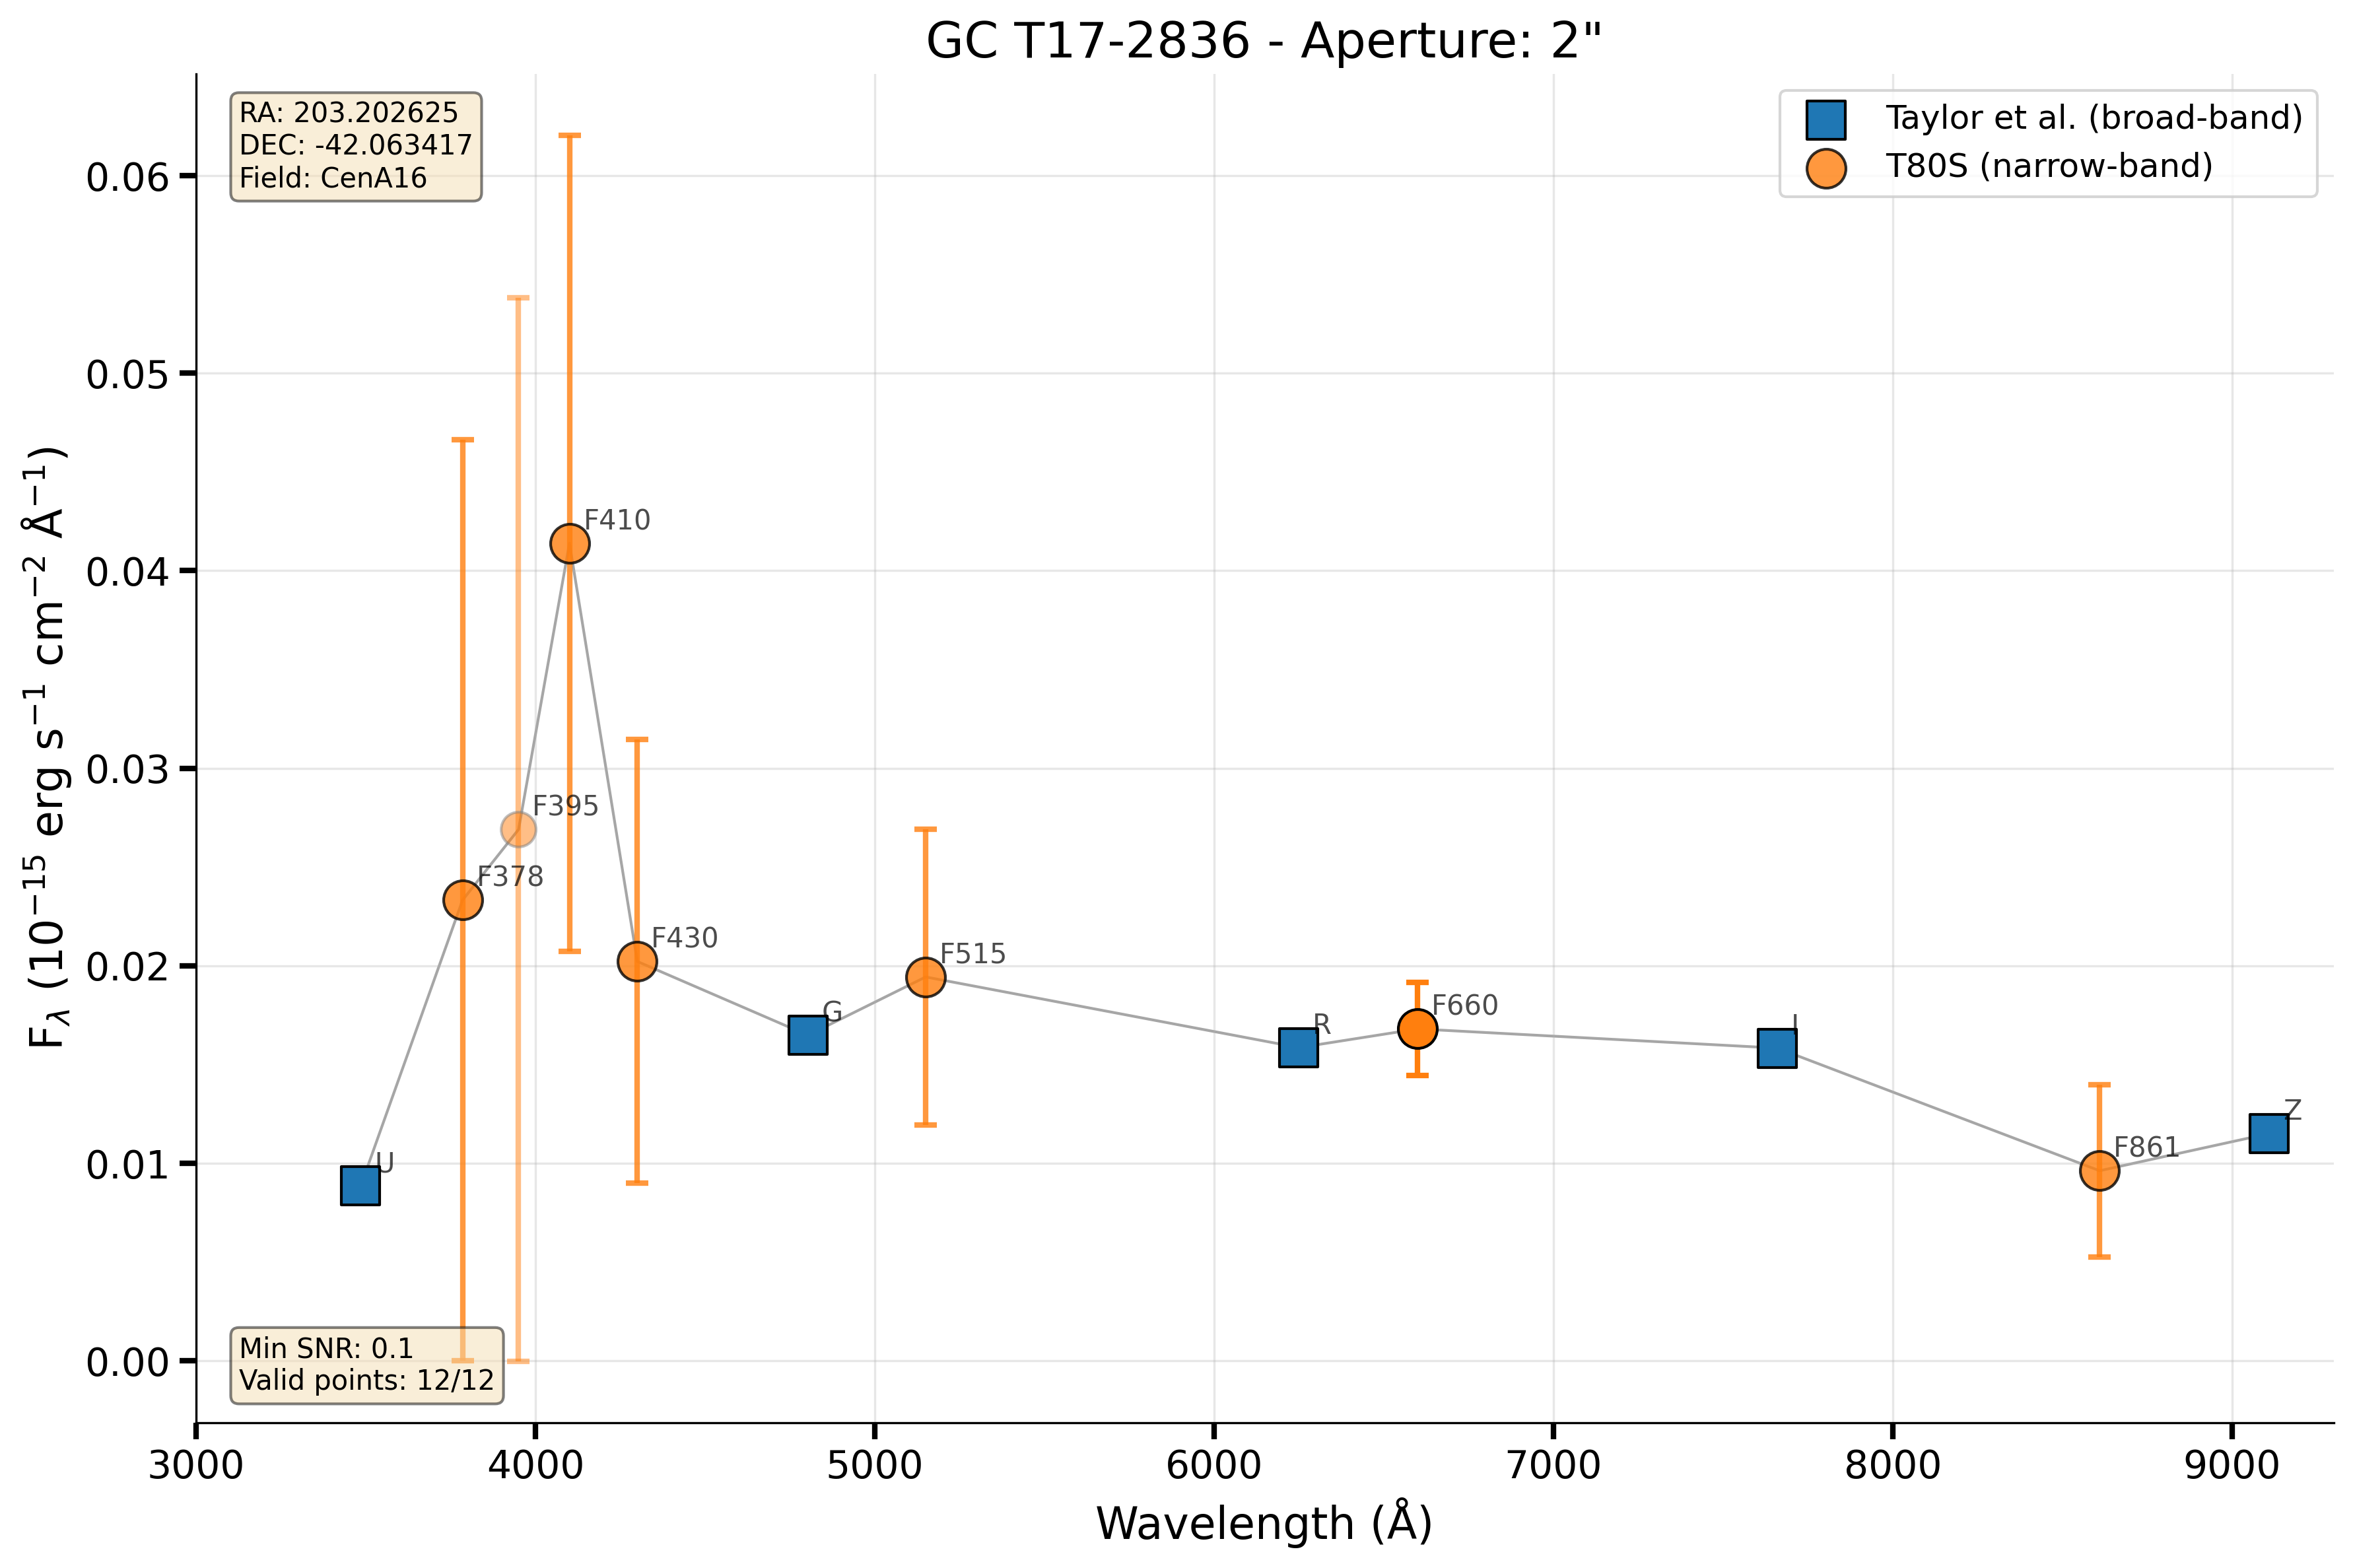 GC T17-2836 - Aperture: 2"
RA: 203.202625
DEC: -42.063417
Field: CenA16
Taylor et al. (broad-band)
T80S (narrow-band)
F_λ (10⁻¹⁵ erg s⁻¹ cm⁻² Å⁻¹)
0.06
0.05
0.04
0.03
0.02
0.01
0.00
F410
F395
F378
F430
F515
G
R
F660
I
U
Z
F861
Min SNR: 0.1
Valid points: 12/12
3000
4000
5000
6000
7000
8000
9000
Wavelength (Å)